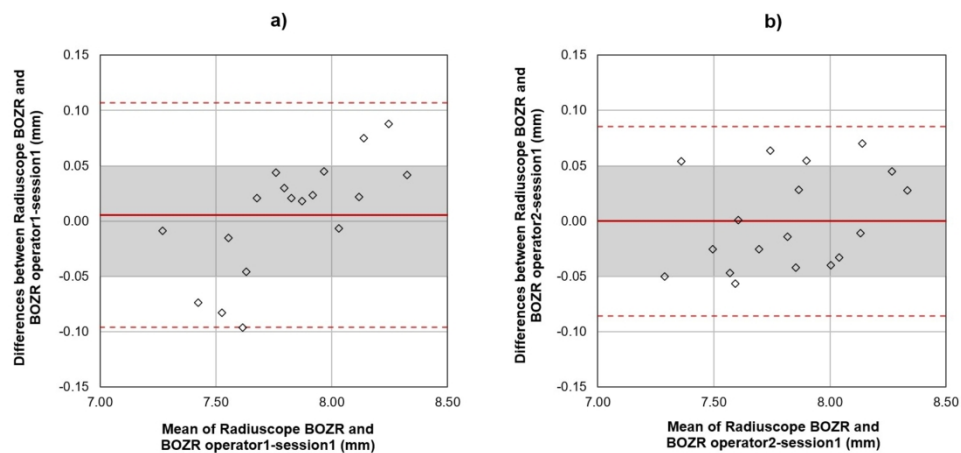 a)
Differences between Radiuscope BOZR and
BOZR operator1-session1 (mm)
0.15
0.10
0.05
0.00
-0.05
-0.10
-0.15
7.00 7.50 8.00 8.50
Mean of Radiuscope BOZR and
BOZR operator1-session1 (mm)
b)
Differences between Radiuscope BOZR and
BOZR operator2-session1 (mm)
0.15
0.10
0.05
0.00
-0.05
-0.10
-0.15
7.00 7.50 8.00 8.50
Mean of Radiuscope BOZR and
BOZR operator2-session1 (mm)